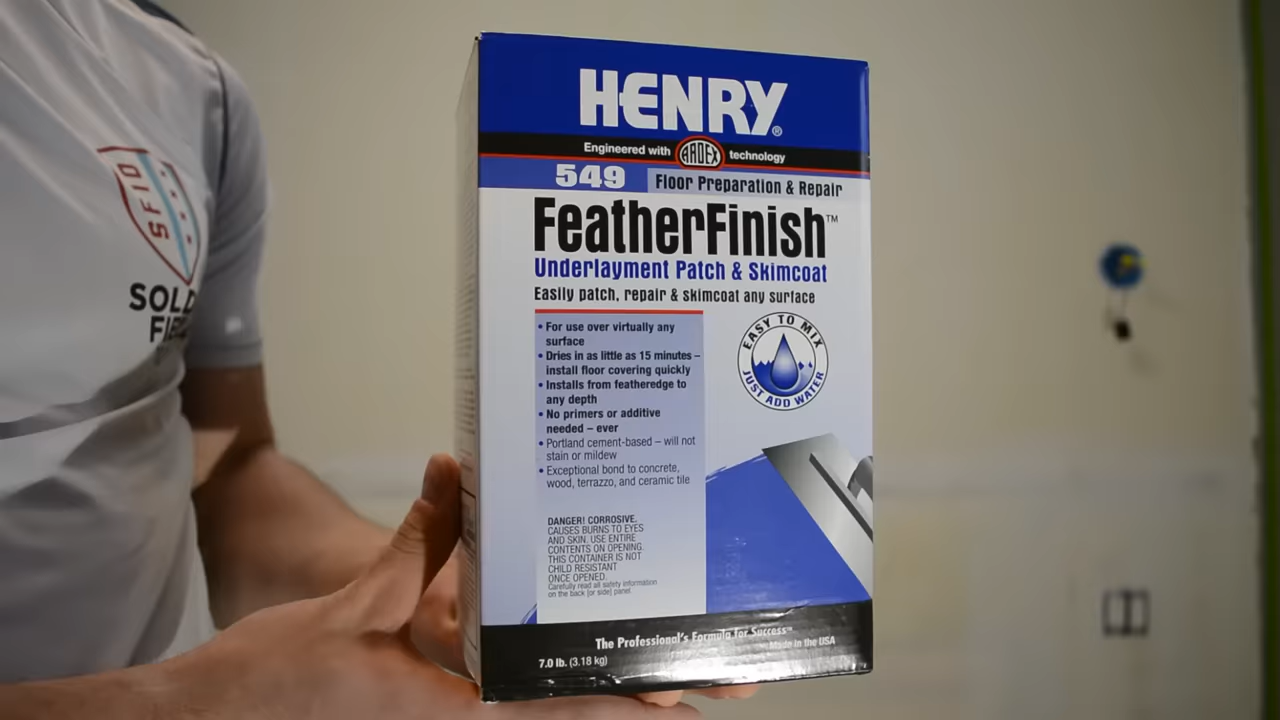 SFID
SOLD
FI
HENRY®
Engineered with ARDEX technology
549 Floor Preparation & Repair
FeatherFinish™
Underlayment Patch & Skimcoat
Easily patch, repair & skimcoat any surface
• For use over virtually any
surface
• Dries in as little as 15 minutes –
install floor covering quickly
• Installs from featheredge to
any depth
• No primers or additive
needed – ever
• Portland cement-based – will not
stain or mildew
• Exceptional bond to concrete,
wood, terrazzo, and ceramic tile
EASY TO MIX
JUST ADD WATER
DANGER! CORROSIVE.
CAUSES BURNS TO EYES
AND SKIN. USE ENTIRE
CONTENTS ON OPENING.
THIS CONTAINER IS NOT
CHILD RESISTANT
ONCE OPENED.
Carefully read all safety information
on the back [or side] panel.
The Professional's Formula for Success™
Made in the USA
7.0 lb. (3.18 kg)